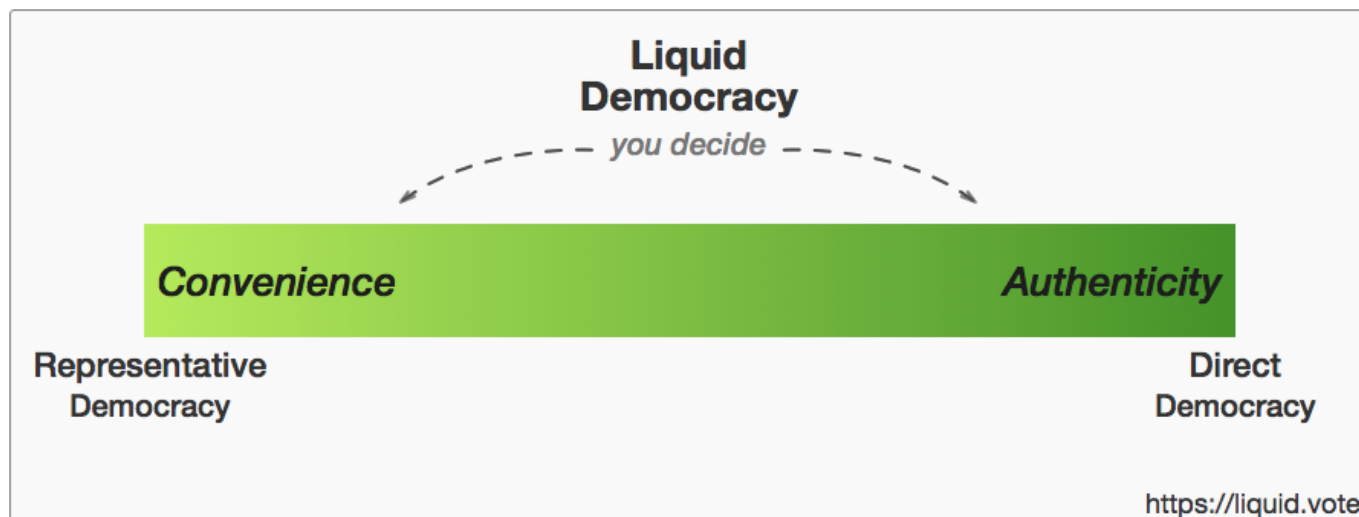 Liquid
Democracy
you decide
Convenience
Authenticity
Representative
Democracy
Direct
Democracy
https://liquid.vote